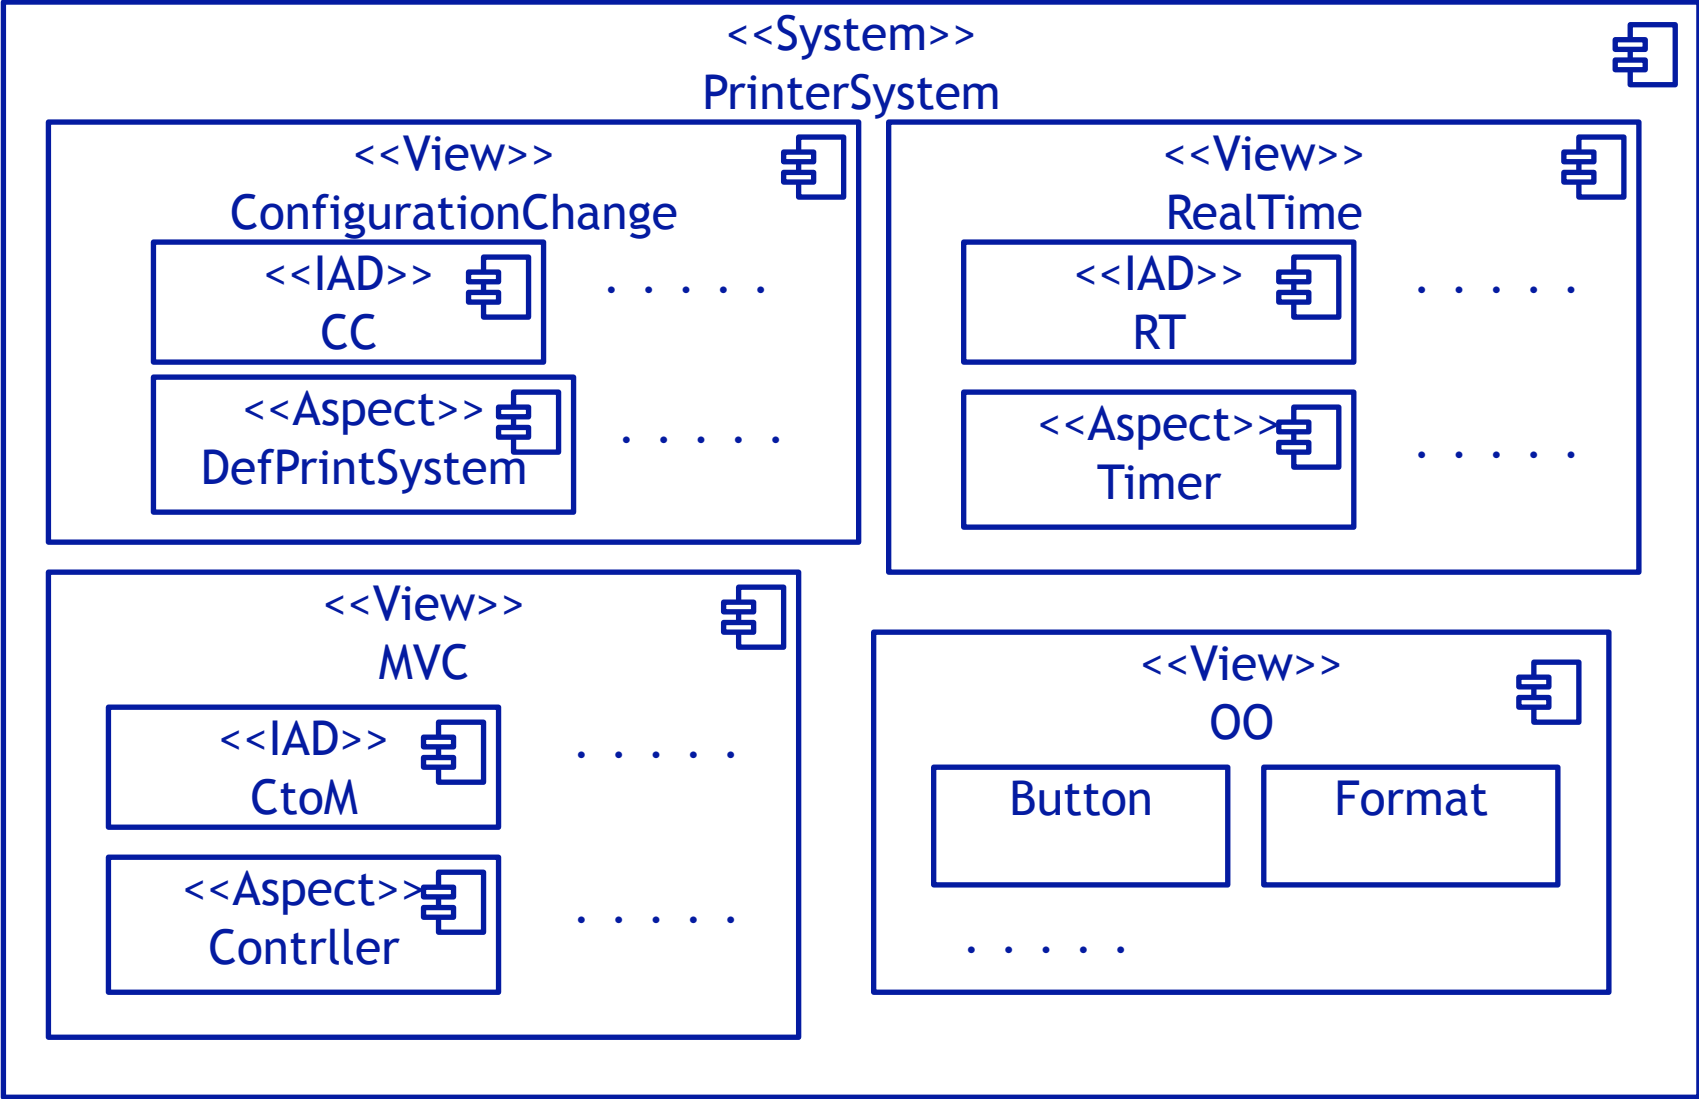 <<System>>
PrinterSystem
<<View>>
ConfigurationChange
<<IAD>>
CC
. . . . .
<<Aspect>>
DefPrintSystem
. . . . .
<<View>>
RealTime
<<IAD>>
RT
. . . . .
<<Aspect>>
Timer
. . . . .
<<View>>
MVC
<<IAD>>
CtoM
. . . . .
<<Aspect>>
Contrller
. . . . .
<<View>>
OO
Button
Format
. . . . .